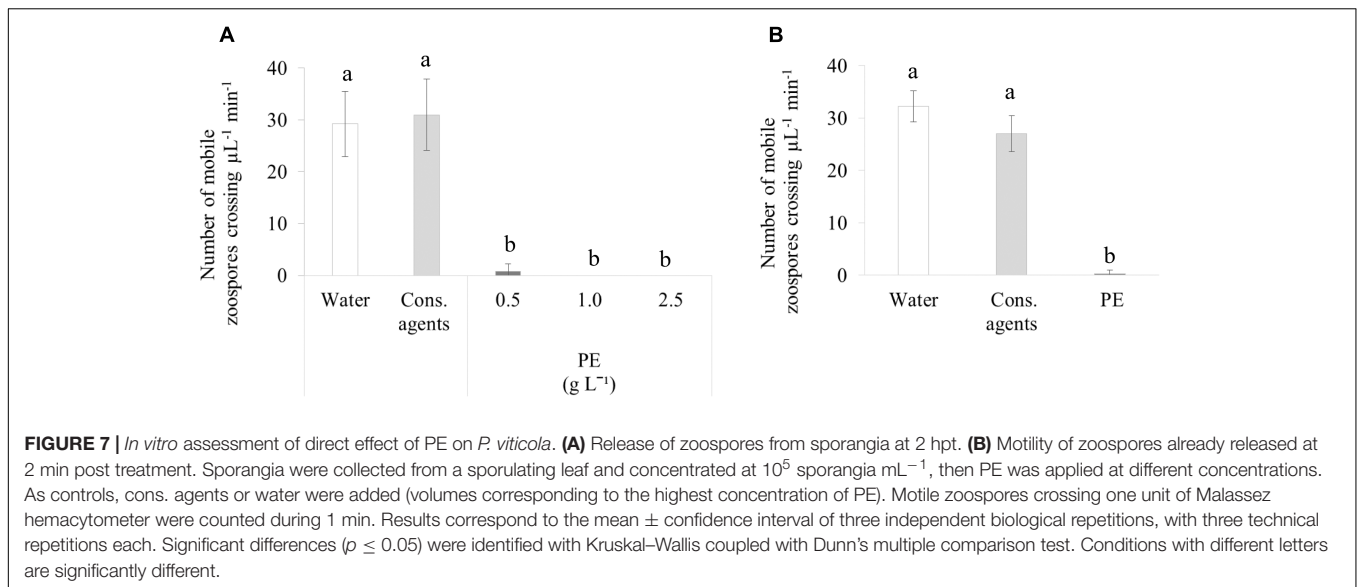 A
Number of mobile
zoospores crossing µL⁻¹ min⁻¹
40
30
20
10
0
a
a
b
b
b
Water
Cons.
agents
0.5
1.0
2.5
PE
(g L⁻¹)
B
Number of mobile
zoospores crossing µL⁻¹ min⁻¹
40
30
20
10
0
a
a
b
Water
Cons.
agents
PE
FIGURE 7 | In vitro assessment of direct effect of PE on P. viticola. (A) Release of zoospores from sporangia at 2 hpt. (B) Motility of zoospores already released at
2 min post treatment. Sporangia were collected from a sporulating leaf and concentrated at 10⁵ sporangia mL⁻¹, then PE was applied at different concentrations.
As controls, cons. agents or water were added (volumes corresponding to the highest concentration of PE). Motile zoospores crossing one unit of Malassez
hemacytometer were counted during 1 min. Results correspond to the mean ± confidence interval of three independent biological repetitions, with three technical
repetitions each. Significant differences (p ≤ 0.05) were identified with Kruskal–Wallis coupled with Dunn's multiple comparison test. Conditions with different letters
are significantly different.